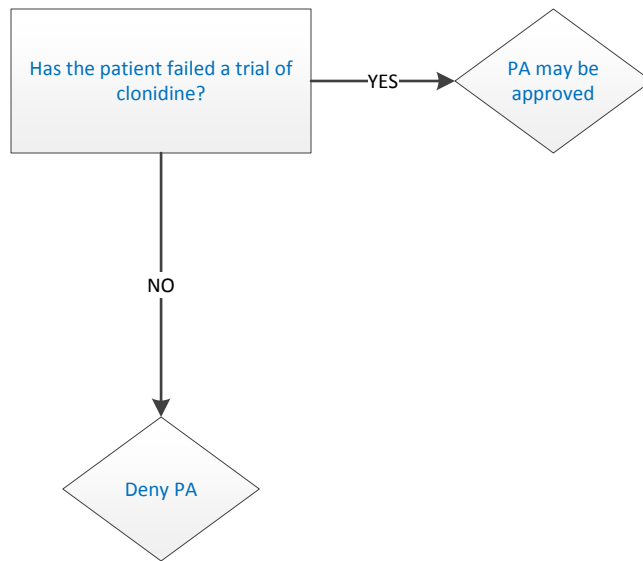 Has the patient failed a trial of
clonidine?
YES
PA may be
approved
NO
Deny PA